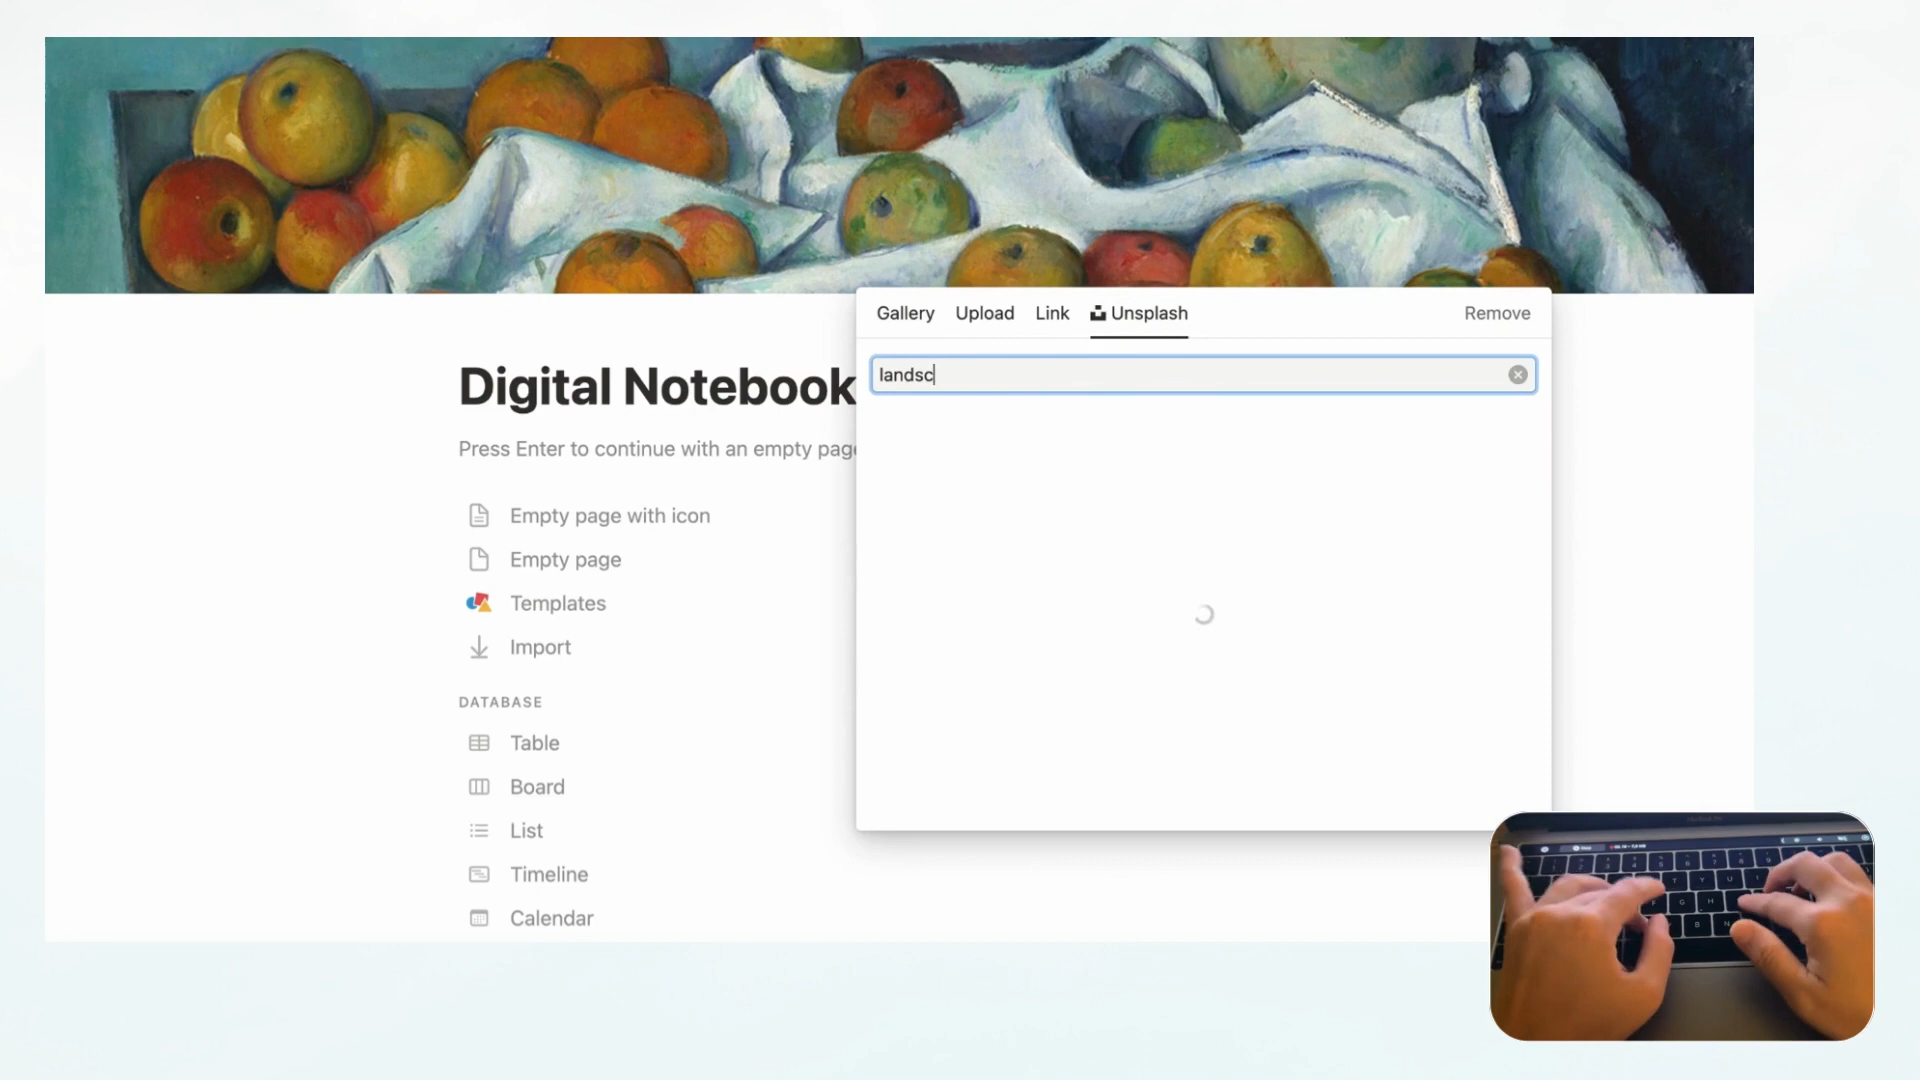 Gallery Upload Link Unsplash Remove
landsc
Digital Notebook
Press Enter to continue with an empty pag
Empty page with icon
Empty page
Templates
Import
DATABASE
Table
Board
List
Timeline
Calendar